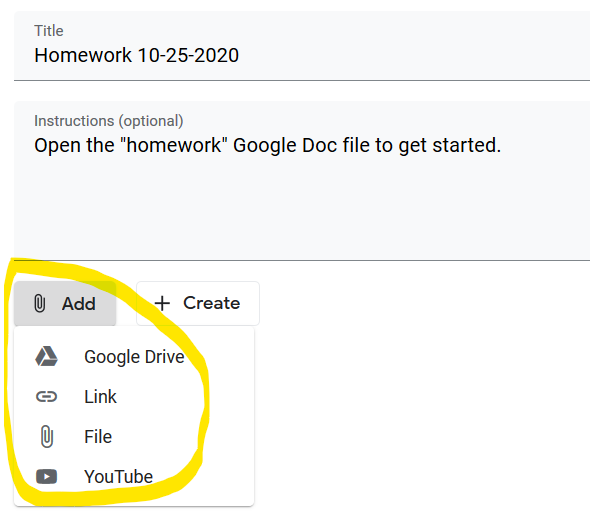 Title
Homework 10-25-2020
Instructions (optional)
Open the "homework" Google Doc file to get started.
Add
+ Create
Google Drive
Link
File
YouTube